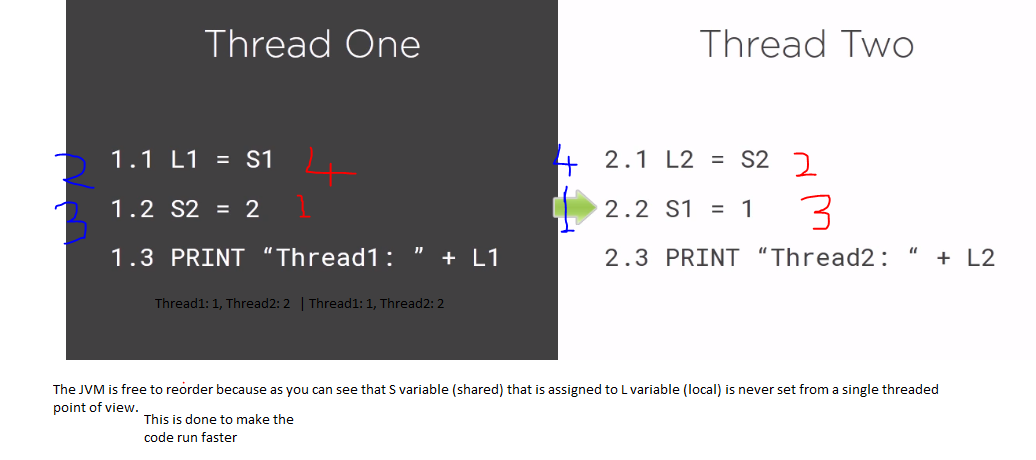 Thread One
Thread Two
2 1.1 L1 = S1 4
4 2.1 L2 = S2 2
3 1.2 S2 = 2 1
1 2.2 S1 = 1 3
1.3 PRINT “Thread1: ” + L1
2.3 PRINT “Thread2: “ + L2
Thread1: 1, Thread2: 2 | Thread1: 1, Thread2: 2
The JVM is free to reorder because as you can see that S variable (shared) that is assigned to L variable (local) is never set from a single threaded
point of view.
This is done to make the
code run faster